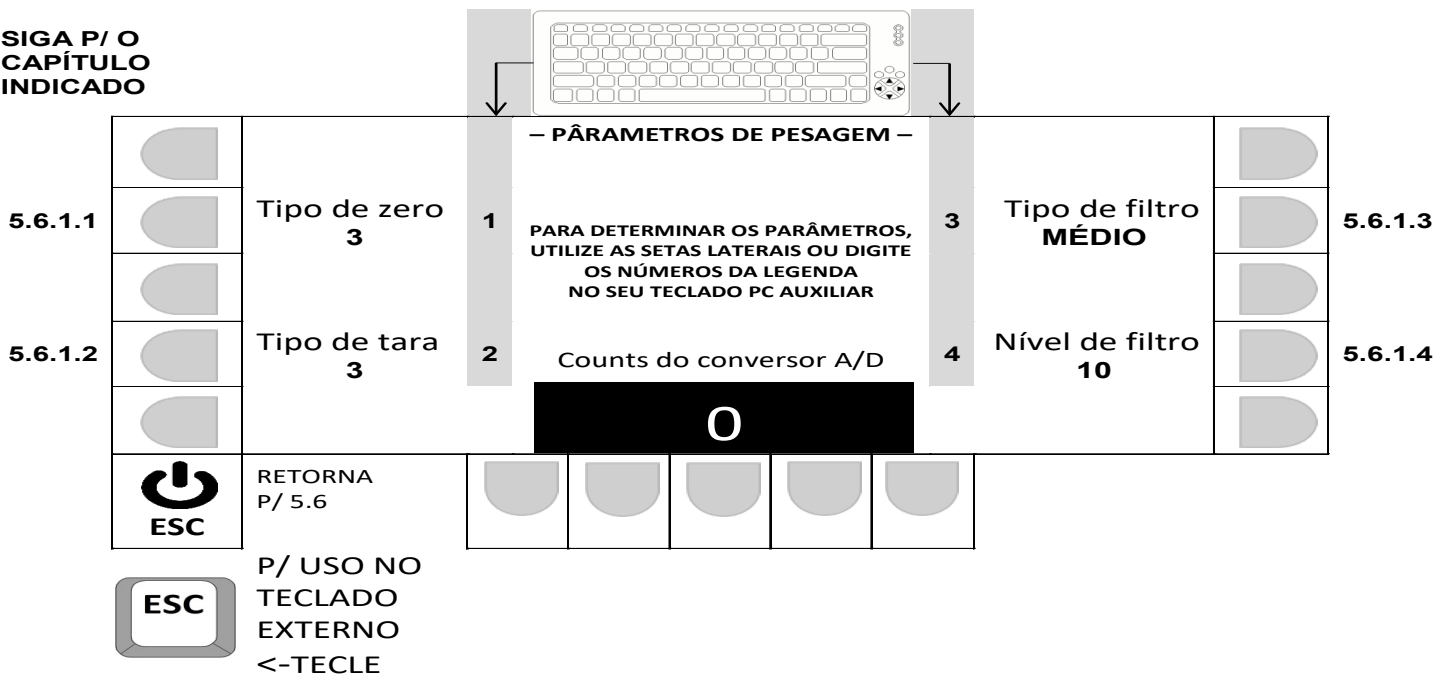 SIGA P/ O
CAPÍTULO
INDICADO
– PÂRAMETROS DE PESAGEM –
5.6.1.1
Tipo de zero
3
1
PARA DETERMINAR OS PARÂMETROS,
UTILIZE AS SETAS LATERAIS OU DIGITE
OS NÚMEROS DA LEGENDA
NO SEU TECLADO PC AUXILIAR
3
Tipo de filtro
MÉDIO
5.6.1.3
5.6.1.2
Tipo de tara
3
2
Counts do conversor A/D
0
4
Nível de filtro
10
5.6.1.4
ESC
RETORNA
P/ 5.6
ESC
P/ USO NO
TECLADO
EXTERNO
<-TECLE